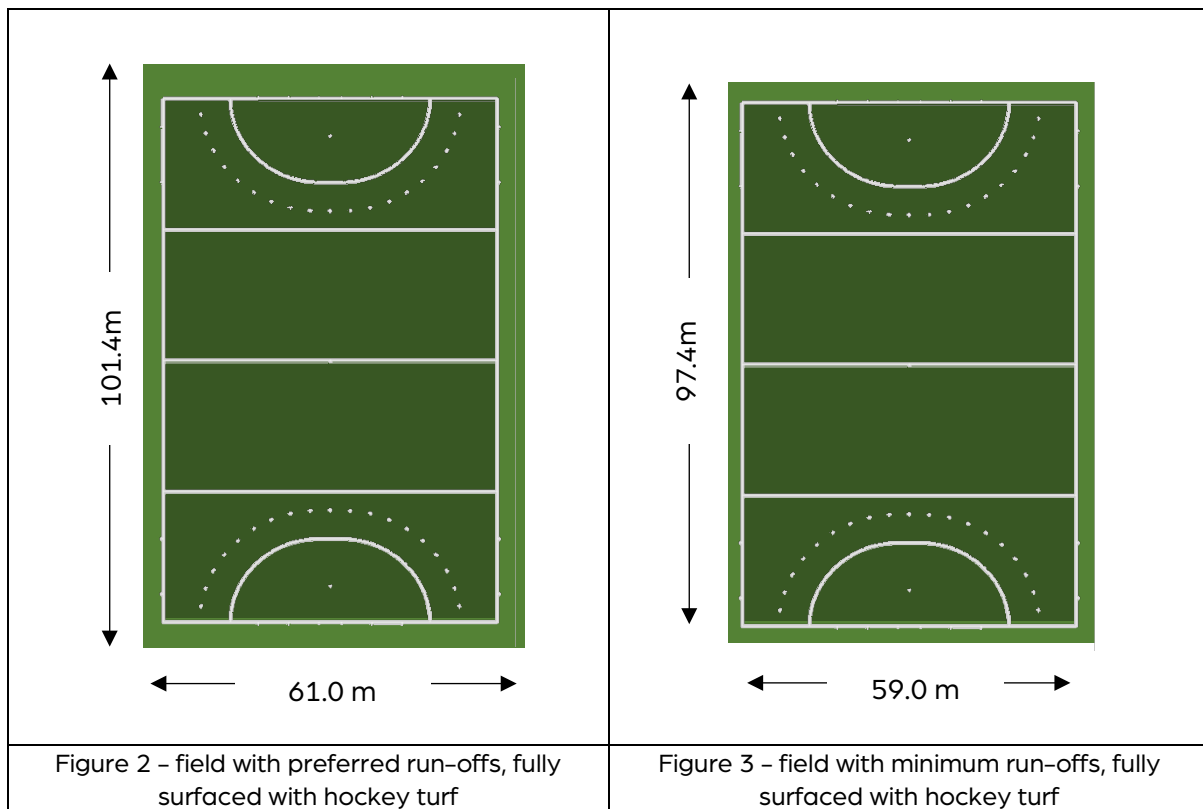 101.4m
61.0 m
Figure 2 – field with preferred run-offs, fully
surfaced with hockey turf
97.4m
59.0 m
Figure 3 – field with minimum run-offs, fully
surfaced with hockey turf